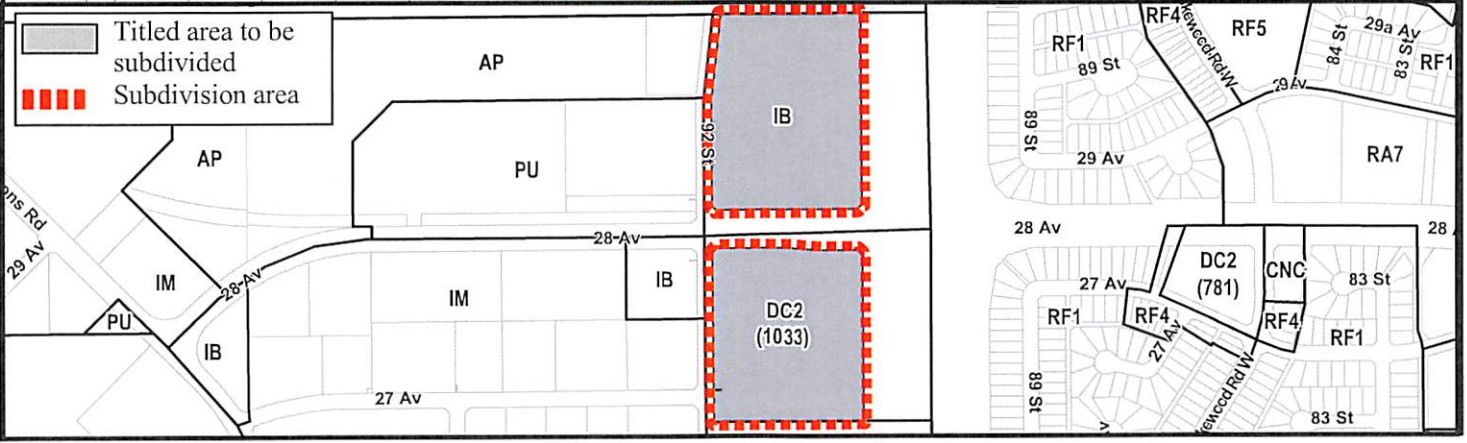 Titled area to be
subdivided
Subdivision area
AP
AP
PU
IB
92 St
28 Av
29 Av
IM
28 Av
PU
IB
IM
IB
DC2
(1033)
27 Av
RF1
89 St
89 St
29 Av
RF4
RF5
29 Av
84 St
29a Av
83 St
RF1
RA7
28 Av
28
27 Av
DC2
(781)
CNC
83 St
RF1
RF4
27 Av
RF4
RF1
89 St
83 St